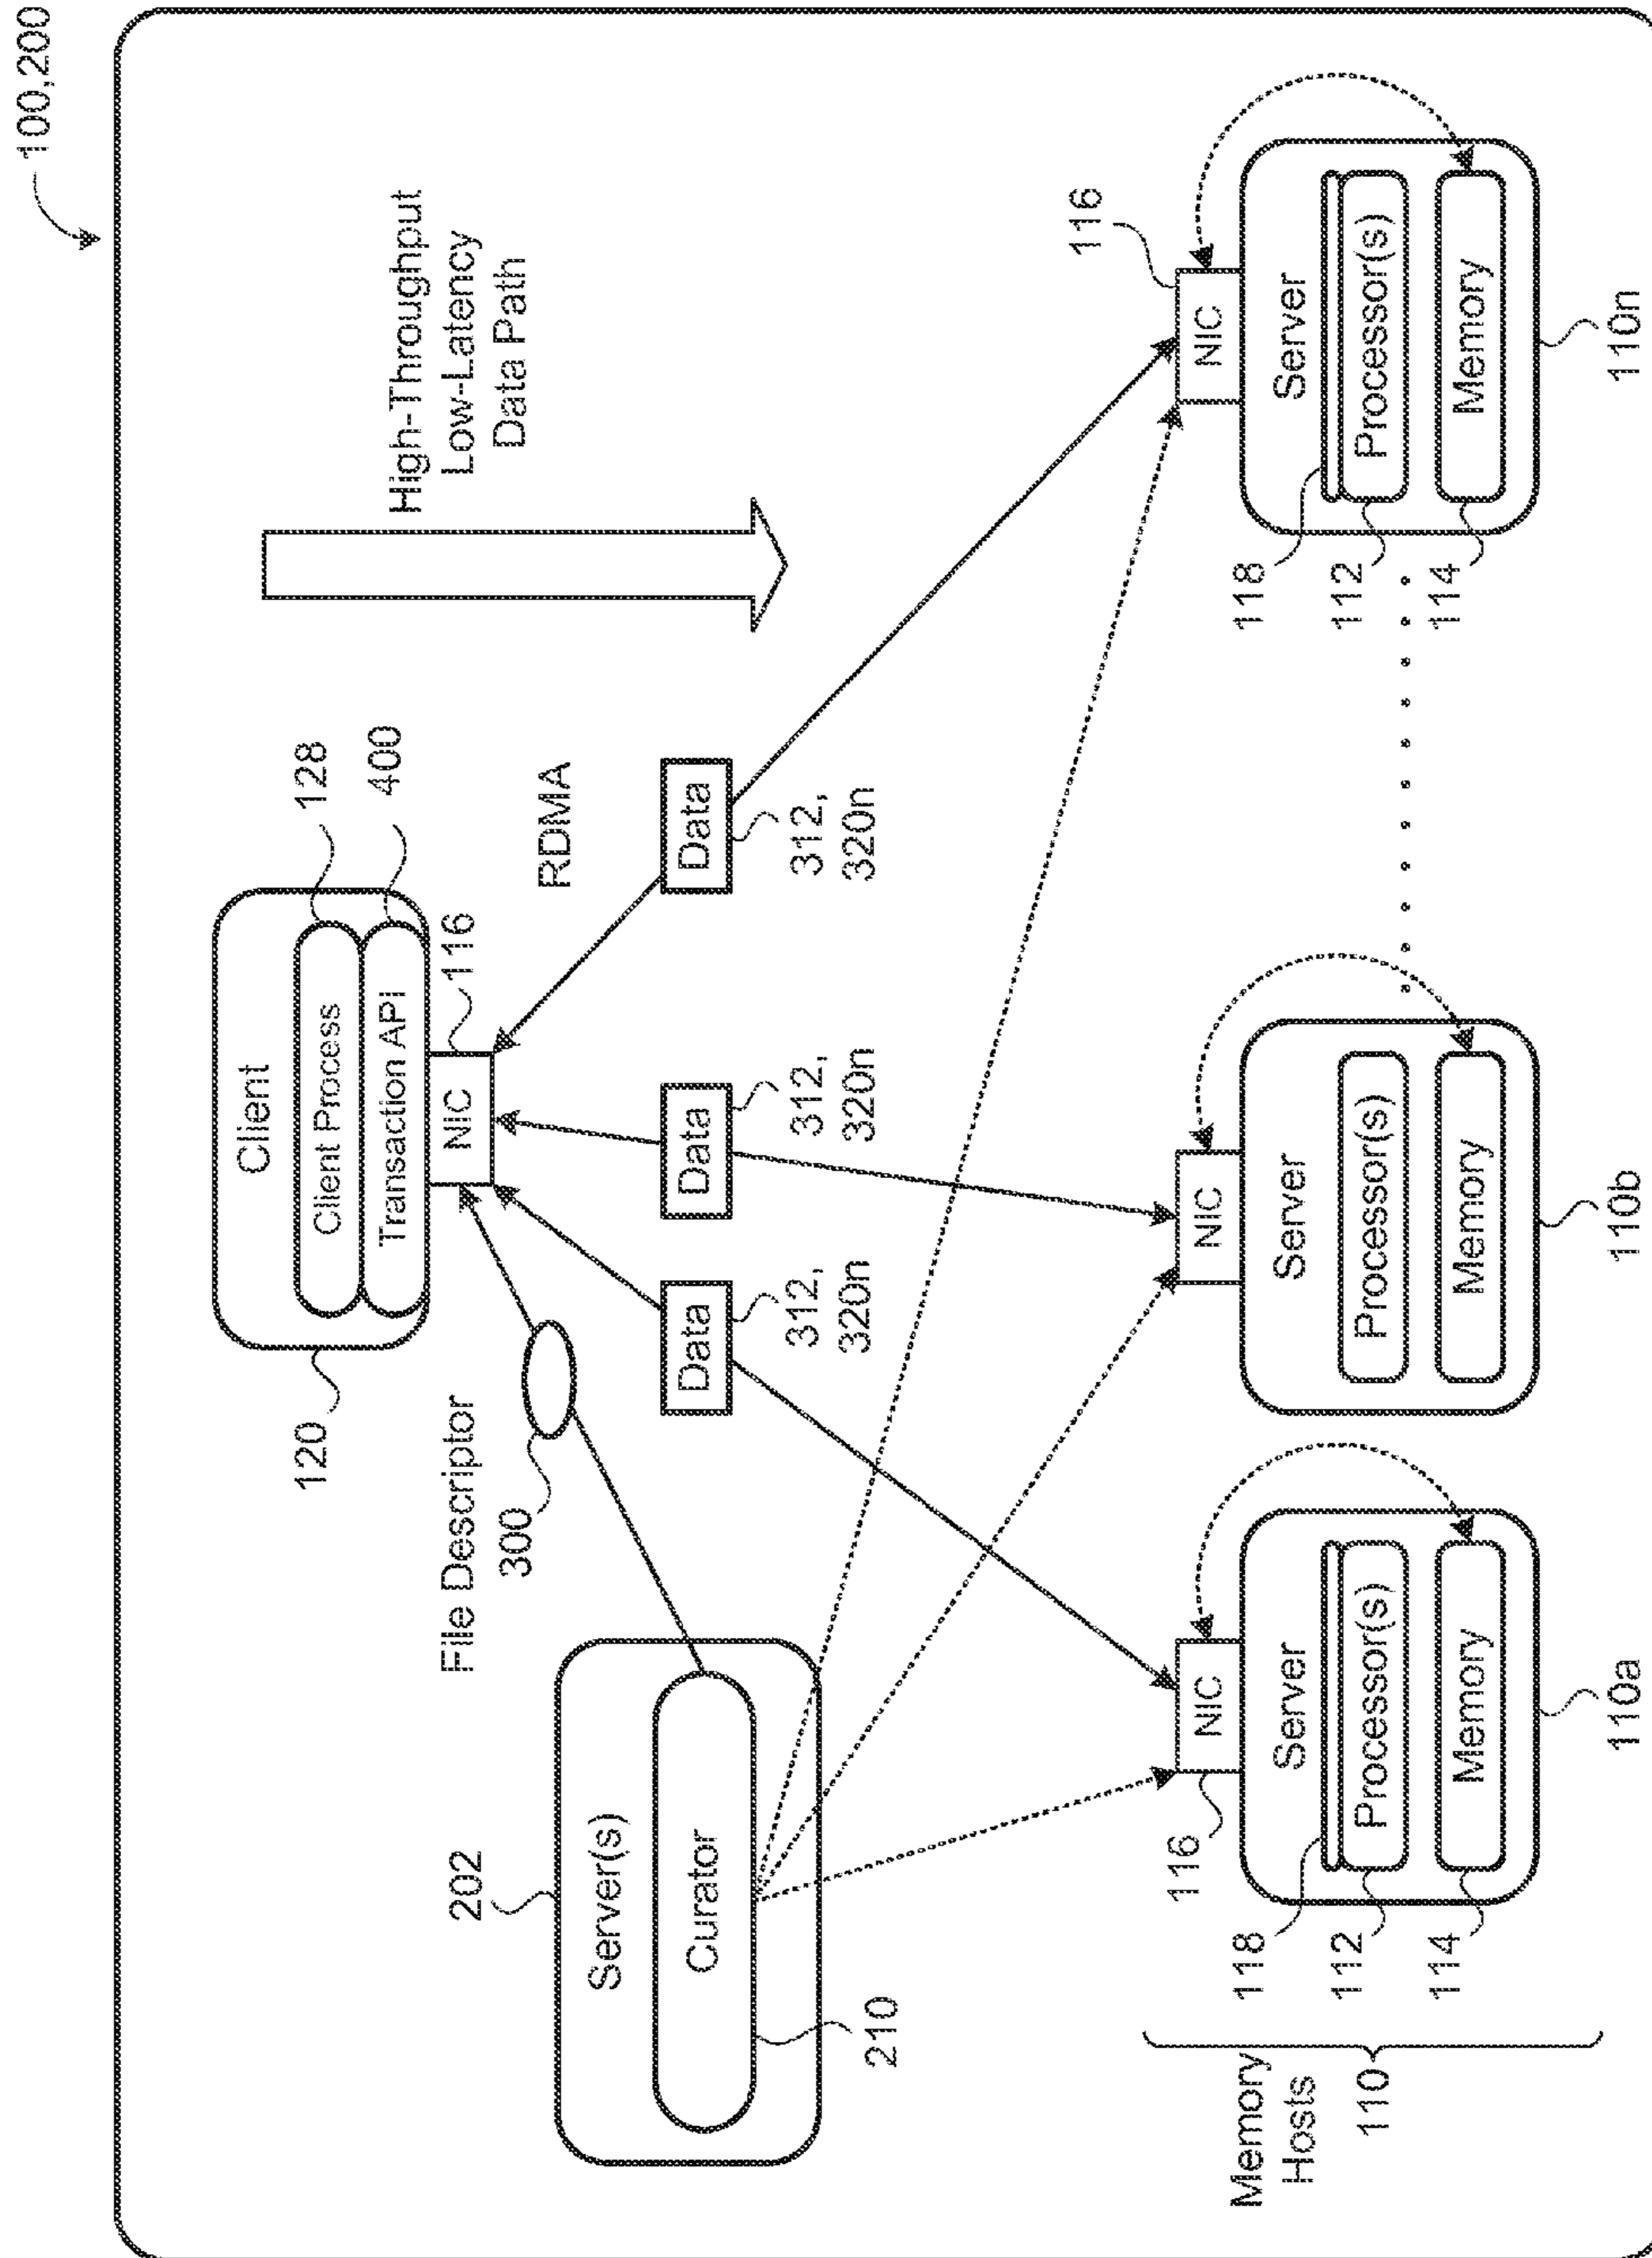 100,200
Client
Client Process
128
Transaction API
400
120
NIC
116
High-Throughput
Low-Latency
Data Path
RDMA
File Descriptor
300
202
Server(s)
Curator
210
Data
312,
320n
Data
312,
320n
Data
312,
320n
Memory
Hosts
110
116
NIC
Server
118
Processor(s)
112
Memory
114
110a
NIC
Server
Processor(s)
Memory
110b
116
NIC
Server
118
Processor(s)
112
Memory
114
110n